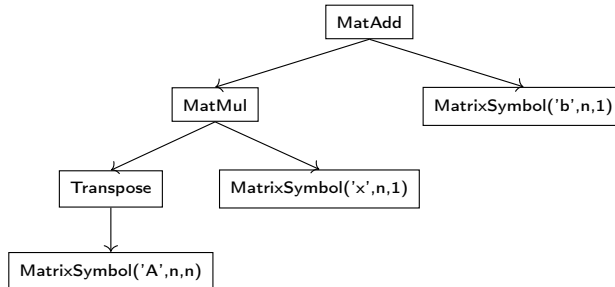 MatAdd
MatMul
MatrixSymbol('b',n,1)
Transpose
MatrixSymbol('x',n,1)
MatrixSymbol('A',n,n)